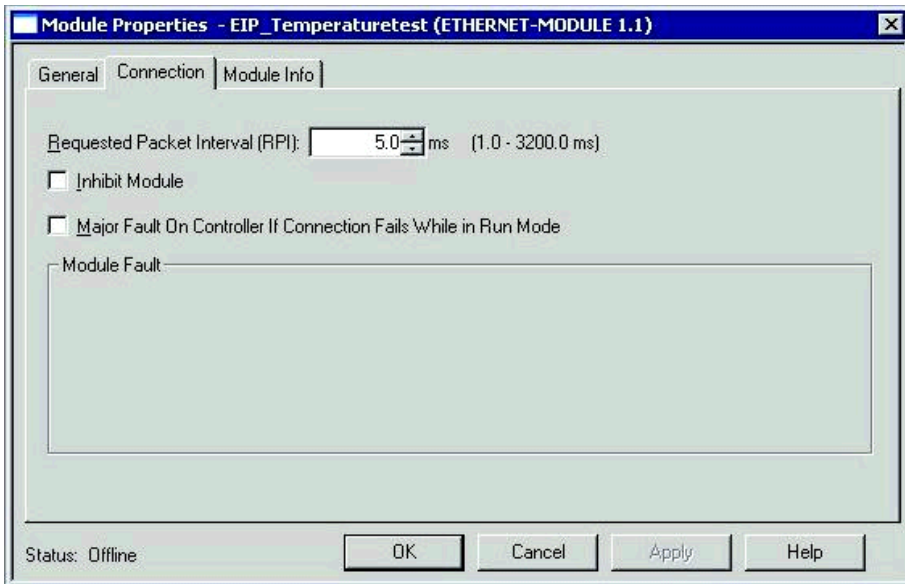 Module Properties - EIP_Temperaturetest (ETHERNET-MODULE 1.1)
General Connection Module Info
Requested Packet Interval (RPI): 5.0 ms (1.0 - 3200.0 ms)
Inhibit Module
Major Fault On Controller If Connection Fails While in Run Mode
Module Fault
Status: Offline OK Cancel Apply Help